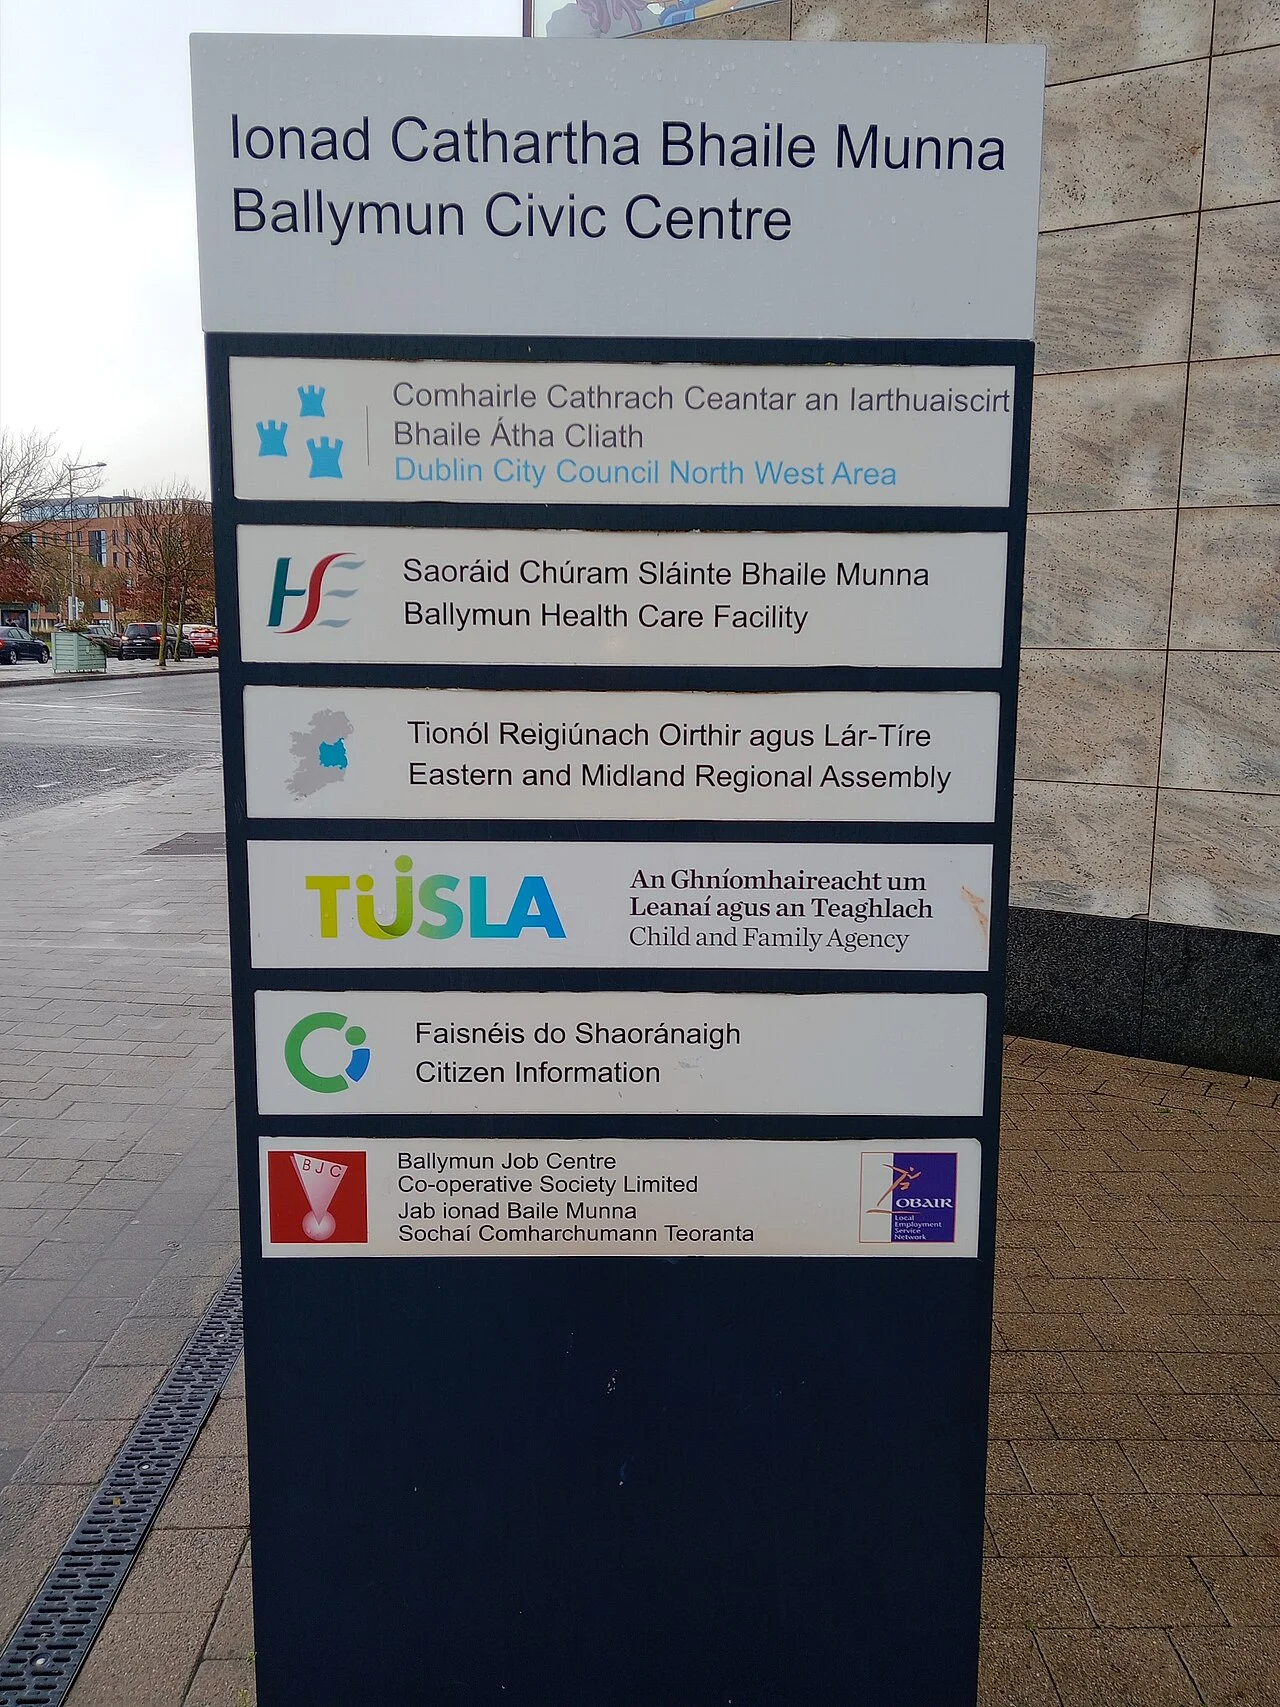 Ionad Cathartha Bhaile Munna
Ballymun Civic Centre
Comhairle Cathrach Ceantar an Iarthuaiscirt
Bhaile Átha Cliath
Dublin City Council North West Area
HSE
Saoráid Chúram Sláinte Bhaile Munna
Ballymun Health Care Facility
Tionól Reigiúnach Oirthir agus Lár-Tíre
Eastern and Midland Regional Assembly
TUSLA
An Ghníomhaireacht um
Leanaí agus an Teaghlach
Child and Family Agency
Faisnéis do Shaoránaigh
Citizen Information
BJC
Ballymun Job Centre
Co-operative Society Limited
Jab ionad Baile Munna
Sochaí Comharchumann Teoranta
OBAIR
Local
Employment
Service
Network